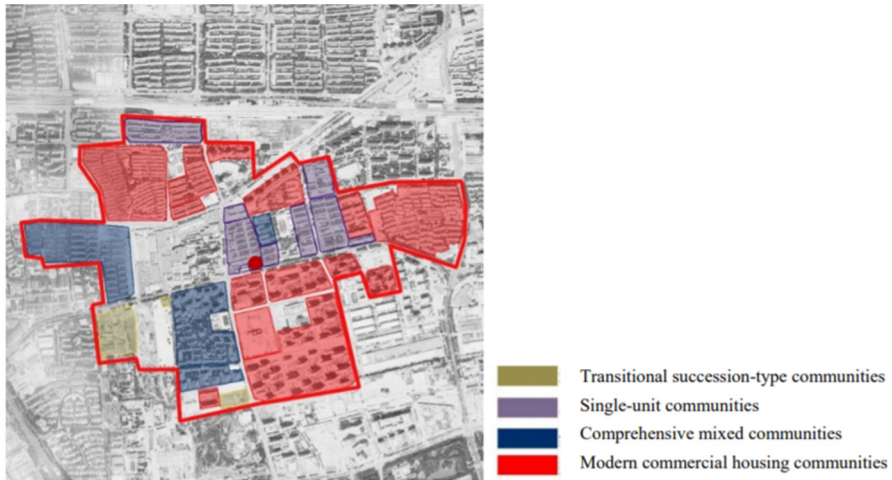 Transitional succession-type communities
Single-unit communities
Comprehensive mixed communities
Modern commercial housing communities